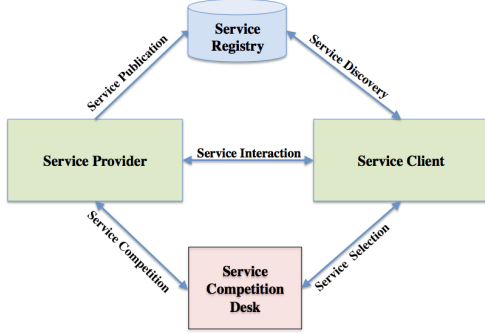 Service
Registry
Service Publication
Service Discovery
Service Provider
Service Interaction
Service Client
Service Competition
Service Selection
Service
Competition
Desk